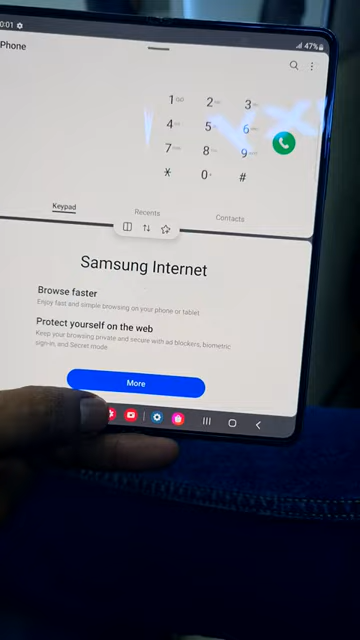 0:01 47%
Phone
1 2 3
4 5 6
7 8 9
* 0+ #
Keypad Recents Contacts
Samsung Internet
Browse faster
Enjoy fast and simple browsing on your phone or tablet
Protect yourself on the web
Keep your browsing private and secure with ad blockers, biometric
sign-in, and Secret mode
More